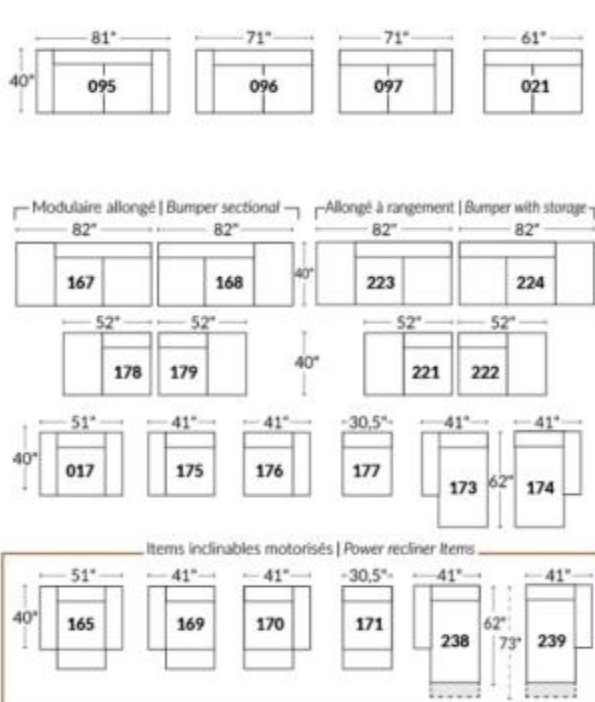 81" 71" 71" 61"
40" 095 096 097 021
Modulaire allongé | Bumper sectional Allongé à rangement | Bumper with storage
82" 82" 82" 82"
167 168 40" 223 224
52" 52" 52" 52"
178 179 40" 221 222
51" 41" 41" 30,5" 41" 41"
40" 017 175 176 177 173 62" 174
Items inclinables motorisés | Power recliner Items
51" 41" 41" 30,5" 41" 41"
40" 165 169 170 171 238 62" 73" 239